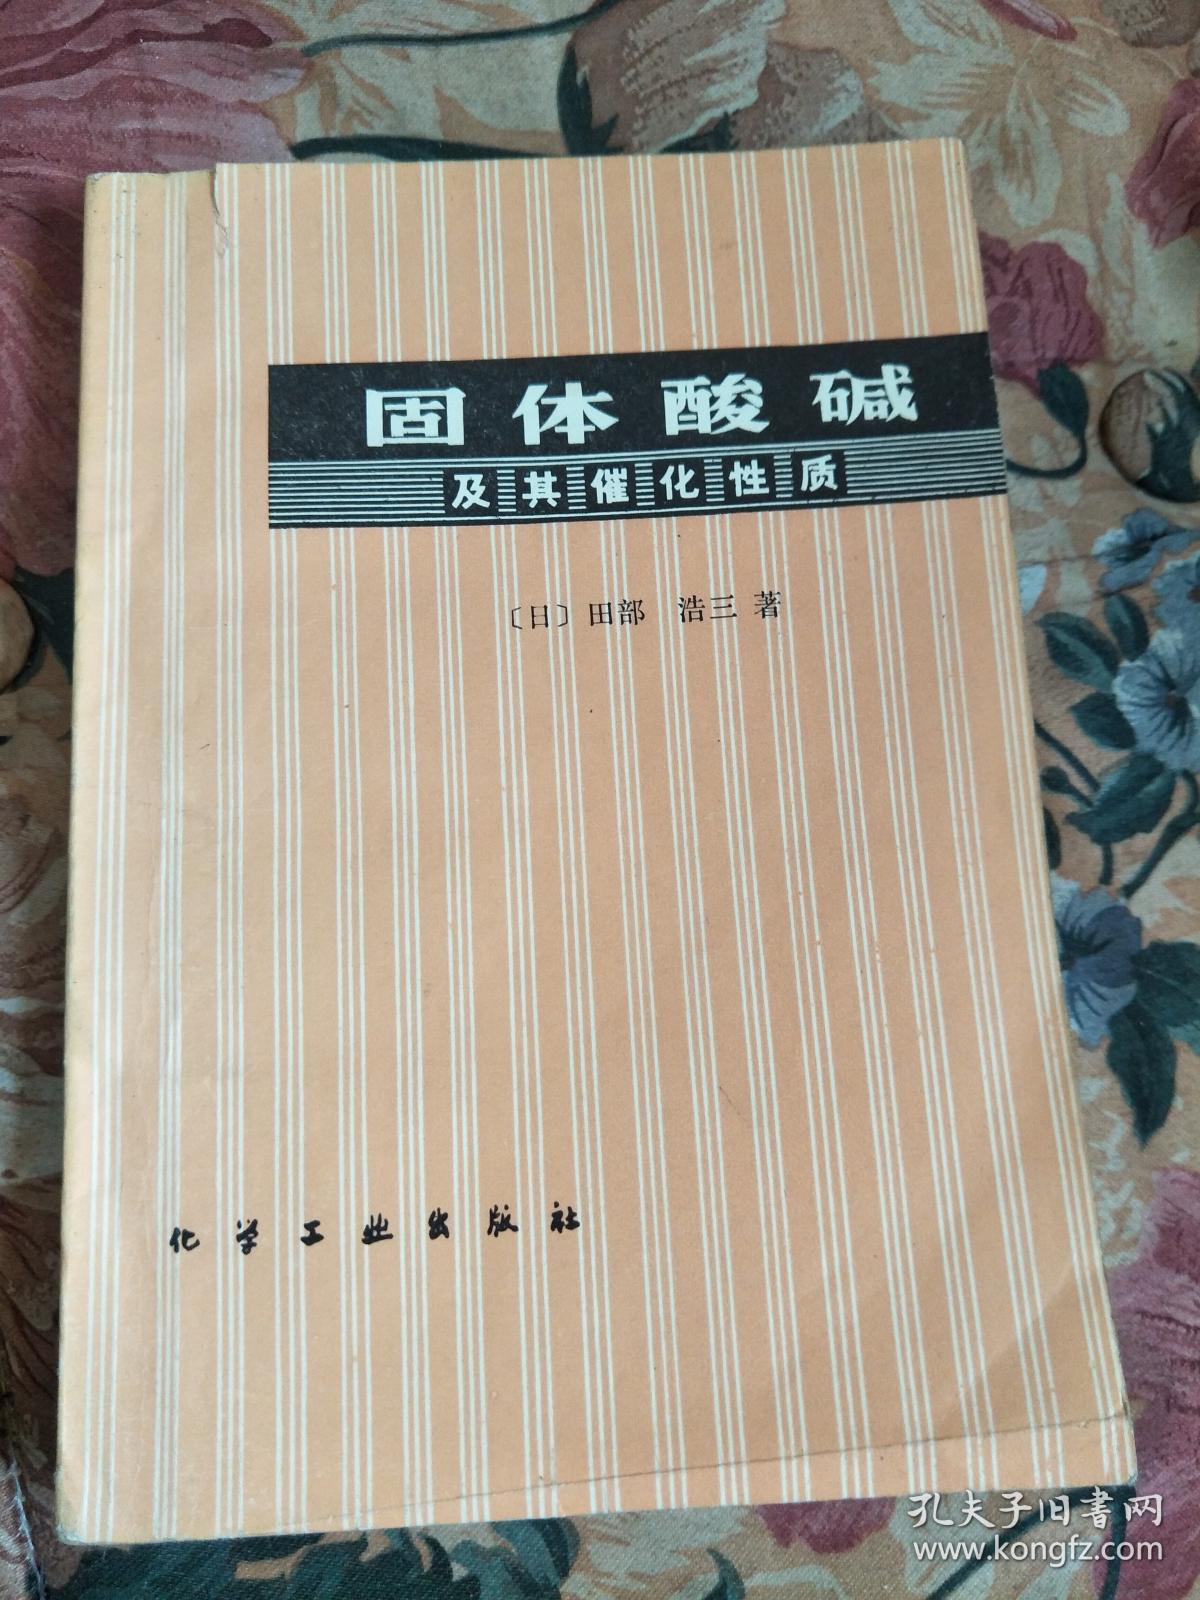 固体酸碱
及其催化性质
〔日〕田部 浩三 著
化学工业出版社
孔夫子旧書网
www.kongfz.com